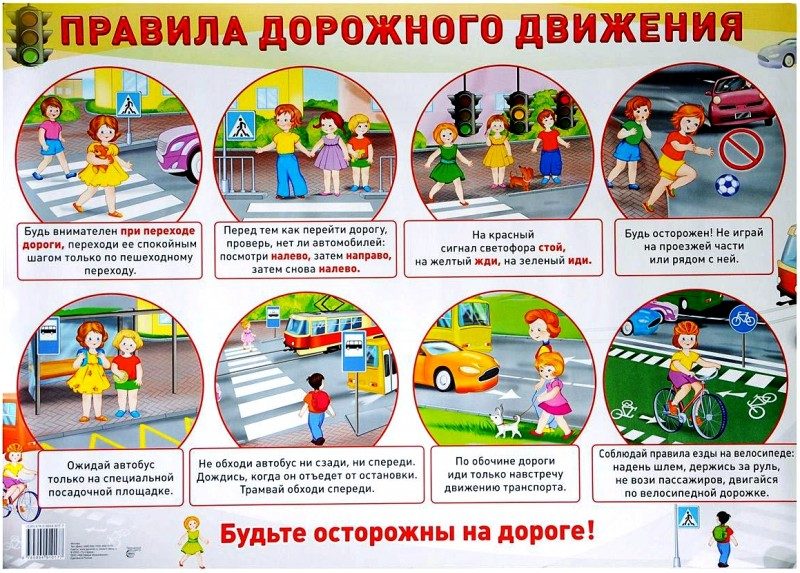 ПРАВИЛА ДОРОЖНОГО ДВИЖЕНИЯ
Будь внимателен при переходе
дороги, переходи ее спокойным
шагом только по пешеходному
переходу.
Перед тем как перейти дорогу,
проверь, нет ли автомобилей:
посмотри налево, затем направо,
затем снова налево.
На красный
сигнал светофора стой,
на желтый жди, на зеленый иди.
Будь осторожен! Не играй
на проезжей части
или рядом с ней.
Ожидай автобус
только на специальной
посадочной площадке.
Не обходи автобус ни сзади, ни спереди.
Дождись, когда он отъедет от остановки.
Трамвай обходи спереди.
По обочине дороги
иди только навстречу
движению транспорта.
Соблюдай правила езды на велосипеде:
надень шлем, держись за руль,
не вози пассажиров, двигайся
по велосипедной дорожке.
Будьте осторожны на дороге!